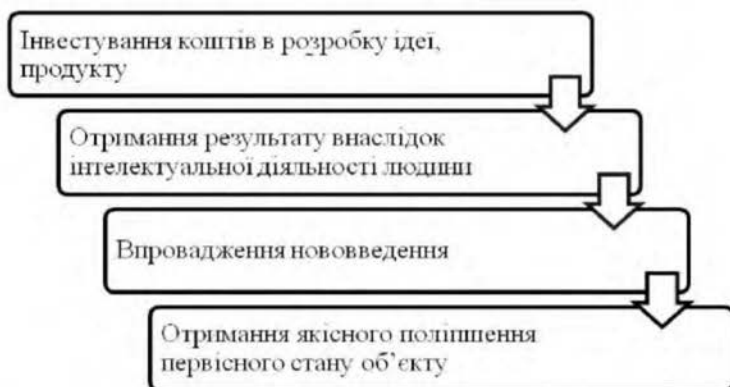 Інвестування коштів в розробку ідеї,
продукту
Отримання результату внаслідок
інтелектуальної діяльності людини
Впровадження нововведення
Отримання якісного поліпшення
первісного стану об’єкту